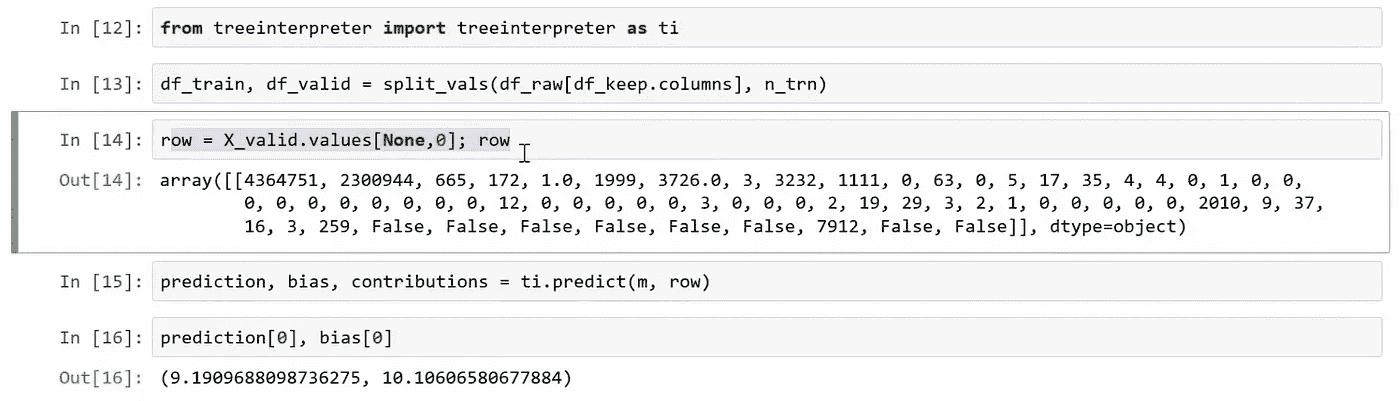 In [12]: from treeinterpreter import treeinterpreter as ti
In [13]: df_train, df_valid = split_vals(df_raw[df_keep.columns], n_trn)
In [14]: row = X_valid.values[None,0]; row
Out[14]: array([[4364751, 2300944, 665, 172, 1.0, 1999, 3726.0, 3, 3232, 1111, 0, 63, 0, 5, 17, 35, 4, 4, 0, 1, 0, 0,
0, 0, 0, 0, 0, 0, 0, 0, 12, 0, 0, 0, 0, 0, 3, 0, 0, 0, 2, 19, 29, 3, 2, 1, 0, 0, 0, 0, 0, 2010, 9, 37,
16, 3, 259, False, False, False, False, False, False, 7912, False, False]], dtype=object)
In [15]: prediction, bias, contributions = ti.predict(m, row)
In [16]: prediction[0], bias[0]
Out[16]: (9.1909688098736275, 10.10606580677884)